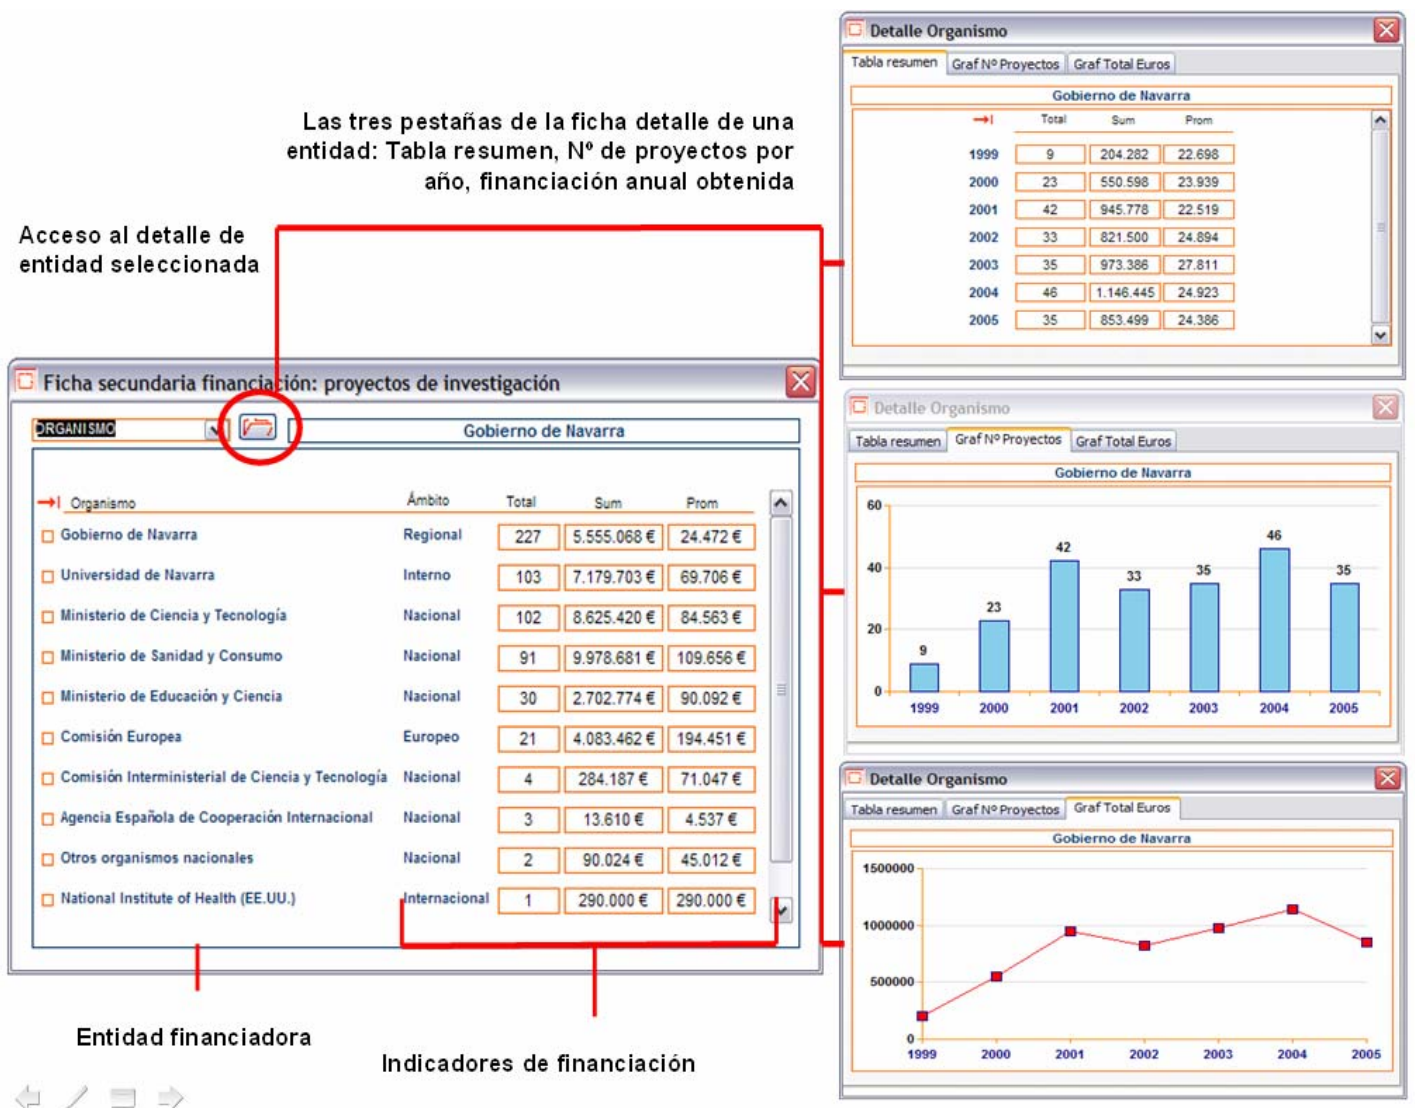 Las tres pestañas de la ficha detalle de una
entidad: Tabla resumen, Nº de proyectos por
año, financiación anual obtenida
Acceso al detalle de
entidad seleccionada
Ficha secundaria financiación: proyectos de investigación
ORGANISMO
Gobierno de Navarra
Organismo Ámbito Total Sum Prom
Gobierno de Navarra Regional 227 5.555.068 € 24.472 €
Universidad de Navarra Interno 103 7.179.703 € 69.706 €
Ministerio de Ciencia y Tecnología Nacional 102 8.625.420 € 84.563 €
Ministerio de Sanidad y Consumo Nacional 91 9.978.681 € 109.656 €
Ministerio de Educación y Ciencia Nacional 30 2.702.774 € 90.092 €
Comisión Europea Europeo 21 4.083.462 € 194.451 €
Comisión Interministerial de Ciencia y Tecnología Nacional 4 284.187 € 71.047 €
Agencia Española de Cooperación Internacional Nacional 3 13.610 € 4.537 €
Otros organismos nacionales Nacional 2 90.024 € 45.012 €
National Institute of Health (EE.UU.) Internacional 1 290.000 € 290.000 €
Entidad financiadora
Indicadores de financiación
Detalle Organismo
Tabla resumen Graf Nº Proyectos Graf Total Euros
Gobierno de Navarra
Total Sum Prom
1999 9 204.282 22.698
2000 23 550.598 23.939
2001 42 945.778 22.519
2002 33 821.500 24.894
2003 35 973.386 27.811
2004 46 1.146.445 24.923
2005 35 853.499 24.386
Detalle Organismo
Tabla resumen Graf Nº Proyectos Graf Total Euros
Gobierno de Navarra
60
40
20
0
9 23 42 33 35 46 35
1999 2000 2001 2002 2003 2004 2005
Detalle Organismo
Tabla resumen Graf Nº Proyectos Graf Total Euros
Gobierno de Navarra
1500000
1000000
500000
0
1999 2000 2001 2002 2003 2004 2005